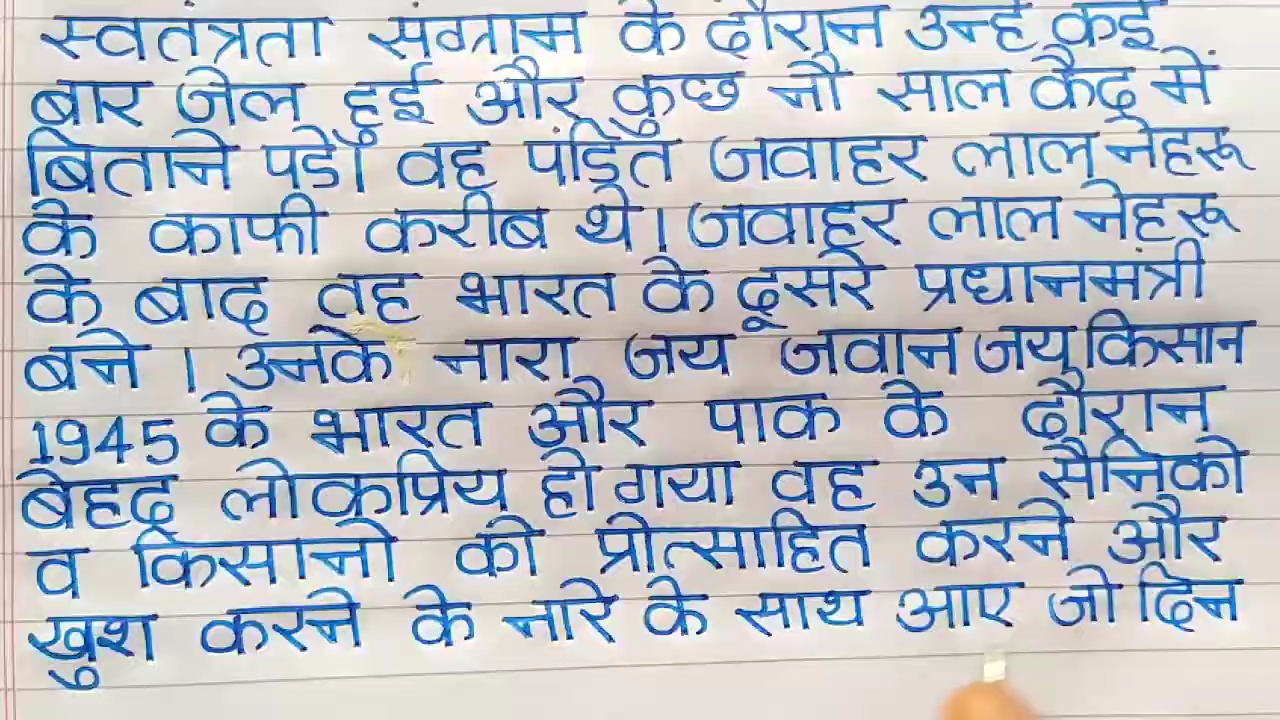 स्वतंत्रता संग्राम के दौरान उन्हे कई
बार जेल हुई और कुछ नौ साल कैद में
बिताने पडे। वह पंडित जवाहर लाल नेहरू
के काफी करीब थे। जवाहर लाल नेहरू
के बाद वह भारत के दूसरे प्रधानमंत्री
बने । उनके नारा जय जवान जय किसान
1945 के भारत और पाक के दौरान
बेहद लोकप्रिय हो गया वह उन सैनिको
व किसानो को प्रोत्साहित करने और
खुश करने के नारे के साथ आए जो दिन